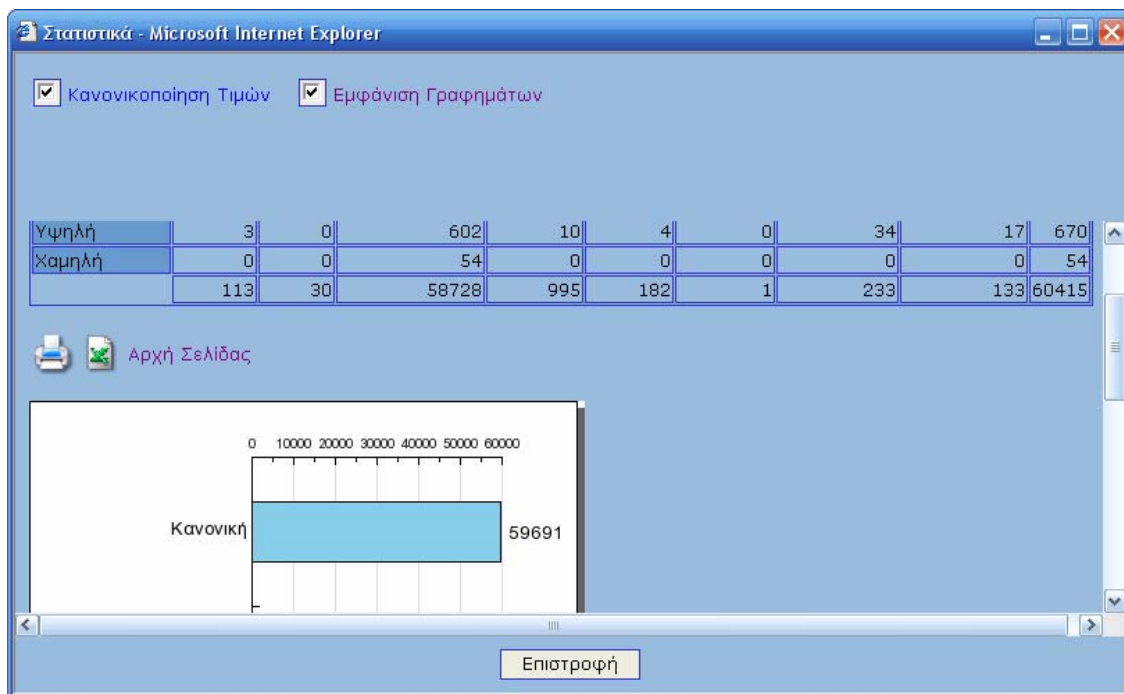 Στατιστικά - Microsoft Internet Explorer
Κανονικοποίηση Τιμών Εμφάνιση Γραφημάτων
Υψηλή 3 0 602 10 4 0 34 17 670
Χαμηλή 0 0 54 0 0 0 0 0 54
113 30 58728 995 182 1 233 133 60415
Αρχή Σελίδας
0 10000 20000 30000 40000 50000 60000
Κανονική 59691
Επιστροφή